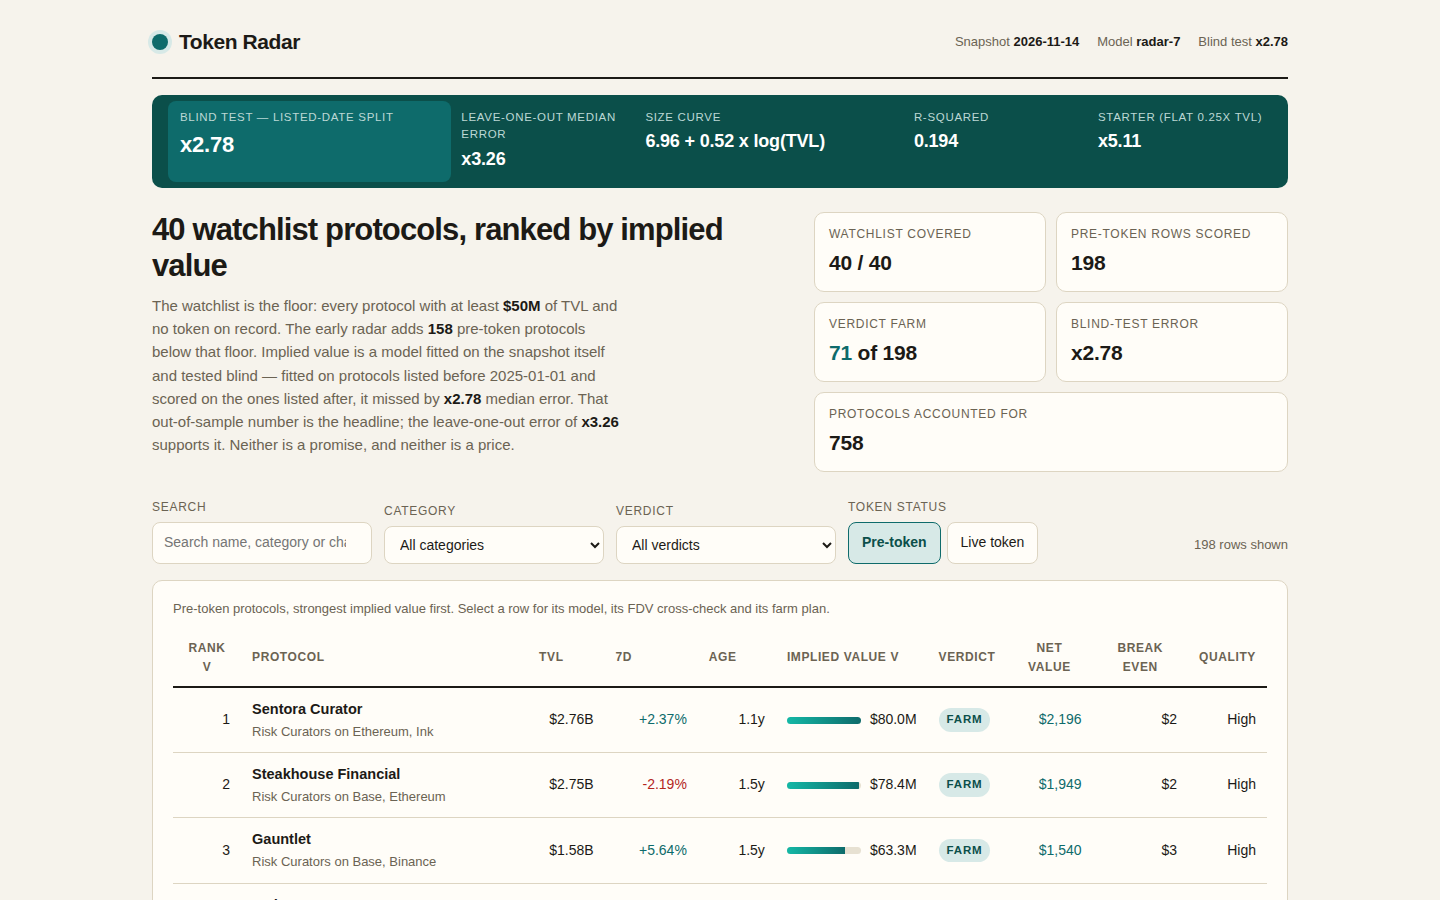 Token Radar
Snapshot 2026-11-14 Model radar-7 Blind test x2.78
BLIND TEST — LISTED-DATE SPLIT
x2.78
LEAVE-ONE-OUT MEDIAN
ERROR
x3.26
SIZE CURVE
6.96 + 0.52 x log(TVL)
R-SQUARED
0.194
STARTER (FLAT 0.25X TVL)
x5.11
40 watchlist protocols, ranked by implied
value
The watchlist is the floor: every protocol with at least $50M of TVL and
no token on record. The early radar adds 158 pre-token protocols
below that floor. Implied value is a model fitted on the snapshot itself
and tested blind — fitted on protocols listed before 2025-01-01 and
scored on the ones listed after, it missed by x2.78 median error. That
out-of-sample number is the headline; the leave-one-out error of x3.26
supports it. Neither is a promise, and neither is a price.
WATCHLIST COVERED
40 / 40
PRE-TOKEN ROWS SCORED
198
VERDICT FARM
71 of 198
BLIND-TEST ERROR
x2.78
PROTOCOLS ACCOUNTED FOR
758
SEARCH
Search name, category or cha
CATEGORY
All categories
VERDICT
All verdicts
TOKEN STATUS
Pre-token Live token
198 rows shown
Pre-token protocols, strongest implied value first. Select a row for its model, its FDV cross-check and its farm plan.
RANK V PROTOCOL TVL 7D AGE IMPLIED VALUE V VERDICT NET VALUE BREAK EVEN QUALITY
1 Sentora Curator $2.76B +2.37% 1.1y $80.0M FARM $2,196 $2 High
Risk Curators on Ethereum, Ink
2 Steakhouse Financial $2.75B -2.19% 1.5y $78.4M FARM $1,949 $2 High
Risk Curators on Base, Ethereum
3 Gauntlet $1.58B +5.64% 1.5y $63.3M FARM $1,540 $3 High
Risk Curators on Base, Binance